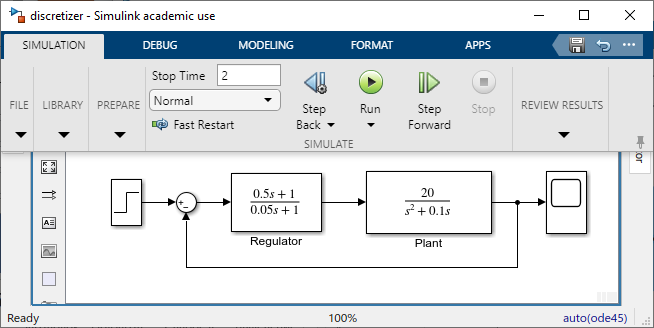 discretizer - Simulink academic use
SIMULATION DEBUG MODELING FORMAT APPS
FILE LIBRARY PREPARE
Stop Time 2
Normal
Fast Restart
Step Back
Run
Step Forward
Stop
SIMULATE
REVIEW RESULTS
or
A
+
-
0.5s + 1
0.05s + 1
Regulator
20
s² + 0.1s
Plant
Ready 100% auto(ode45)